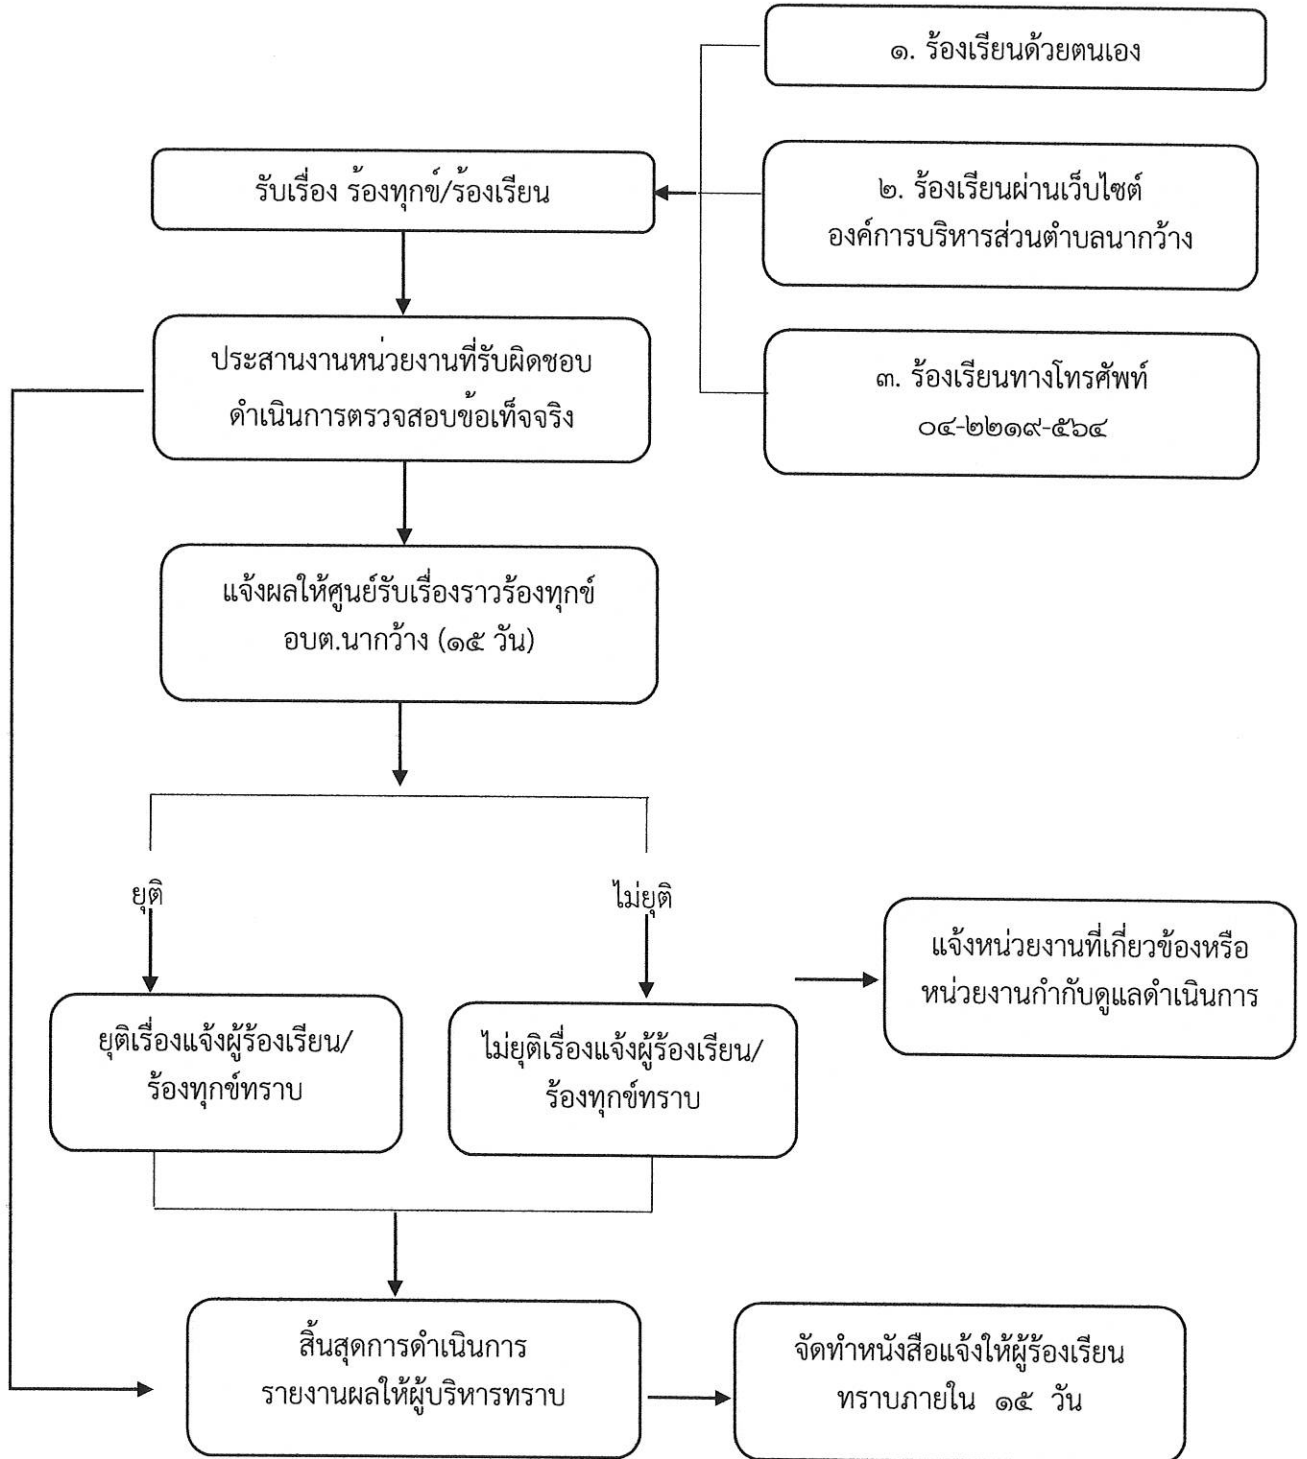 ๑. ร้องเรียนด้วยตนเอง
รับเรื่อง ร้องทุกข์/ร้องเรียน
๒. ร้องเรียนผ่านเว็บไซต์
องค์การบริหารส่วนตำบลนากว้าง
๓. ร้องเรียนทางโทรศัพท์
๐๔-๒๒๑๙-๕๖๔
ประสานงานหน่วยงานที่รับผิดชอบ
ดำเนินการตรวจสอบข้อเท็จจริง
แจ้งผลให้ศูนย์รับเรื่องราวร้องทุกข์
อบต.นากว้าง (๑๕ วัน)
ยุติ
ไม่ยุติ
แจ้งหน่วยงานที่เกี่ยวข้องหรือ
หน่วยงานกำกับดูแลดำเนินการ
ยุติเรื่องแจ้งผู้ร้องเรียน/
ร้องทุกข์ทราบ
ไม่ยุติเรื่องแจ้งผู้ร้องเรียน/
ร้องทุกข์ทราบ
สิ้นสุดการดำเนินการ
รายงานผลให้ผู้บริหารทราบ
จัดทำหนังสือแจ้งให้ผู้ร้องเรียน
ทราบภายใน ๑๕ วัน